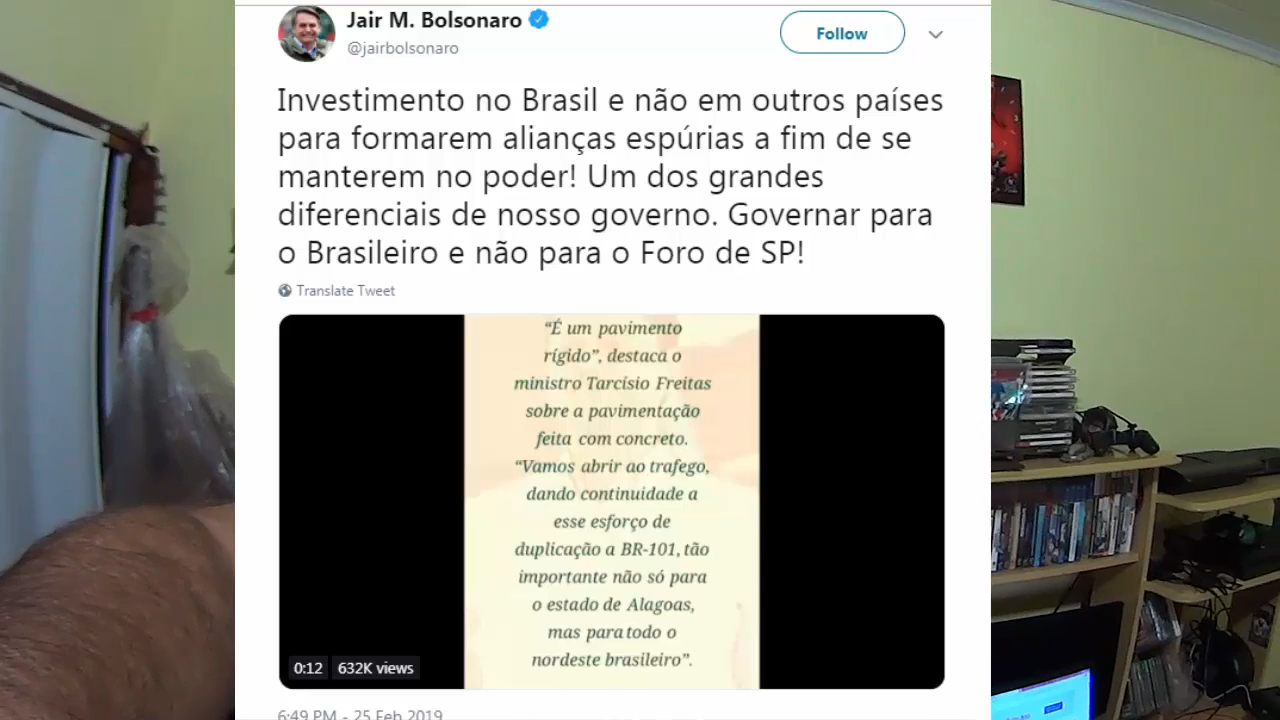 Jair M. Bolsonaro
@jairbolsonaro
Follow
Investimento no Brasil e não em outros países
para formarem alianças espúrias a fim de se
manterem no poder! Um dos grandes
diferenciais de nosso governo. Governar para
o Brasileiro e não para o Foro de SP!
Translate Tweet
“É um pavimento
rígido”, destaca o
ministro Tarcísio Freitas
sobre a pavimentação
feita com concreto.
“Vamos abrir ao trafego,
dando continuidade a
esse esforço de
duplicação a BR-101, tão
importante não só para
o estado de Alagoas,
mas para todo o
nordeste brasileiro”.
0:12 632K views
6:49 PM - 25 Feb 2019